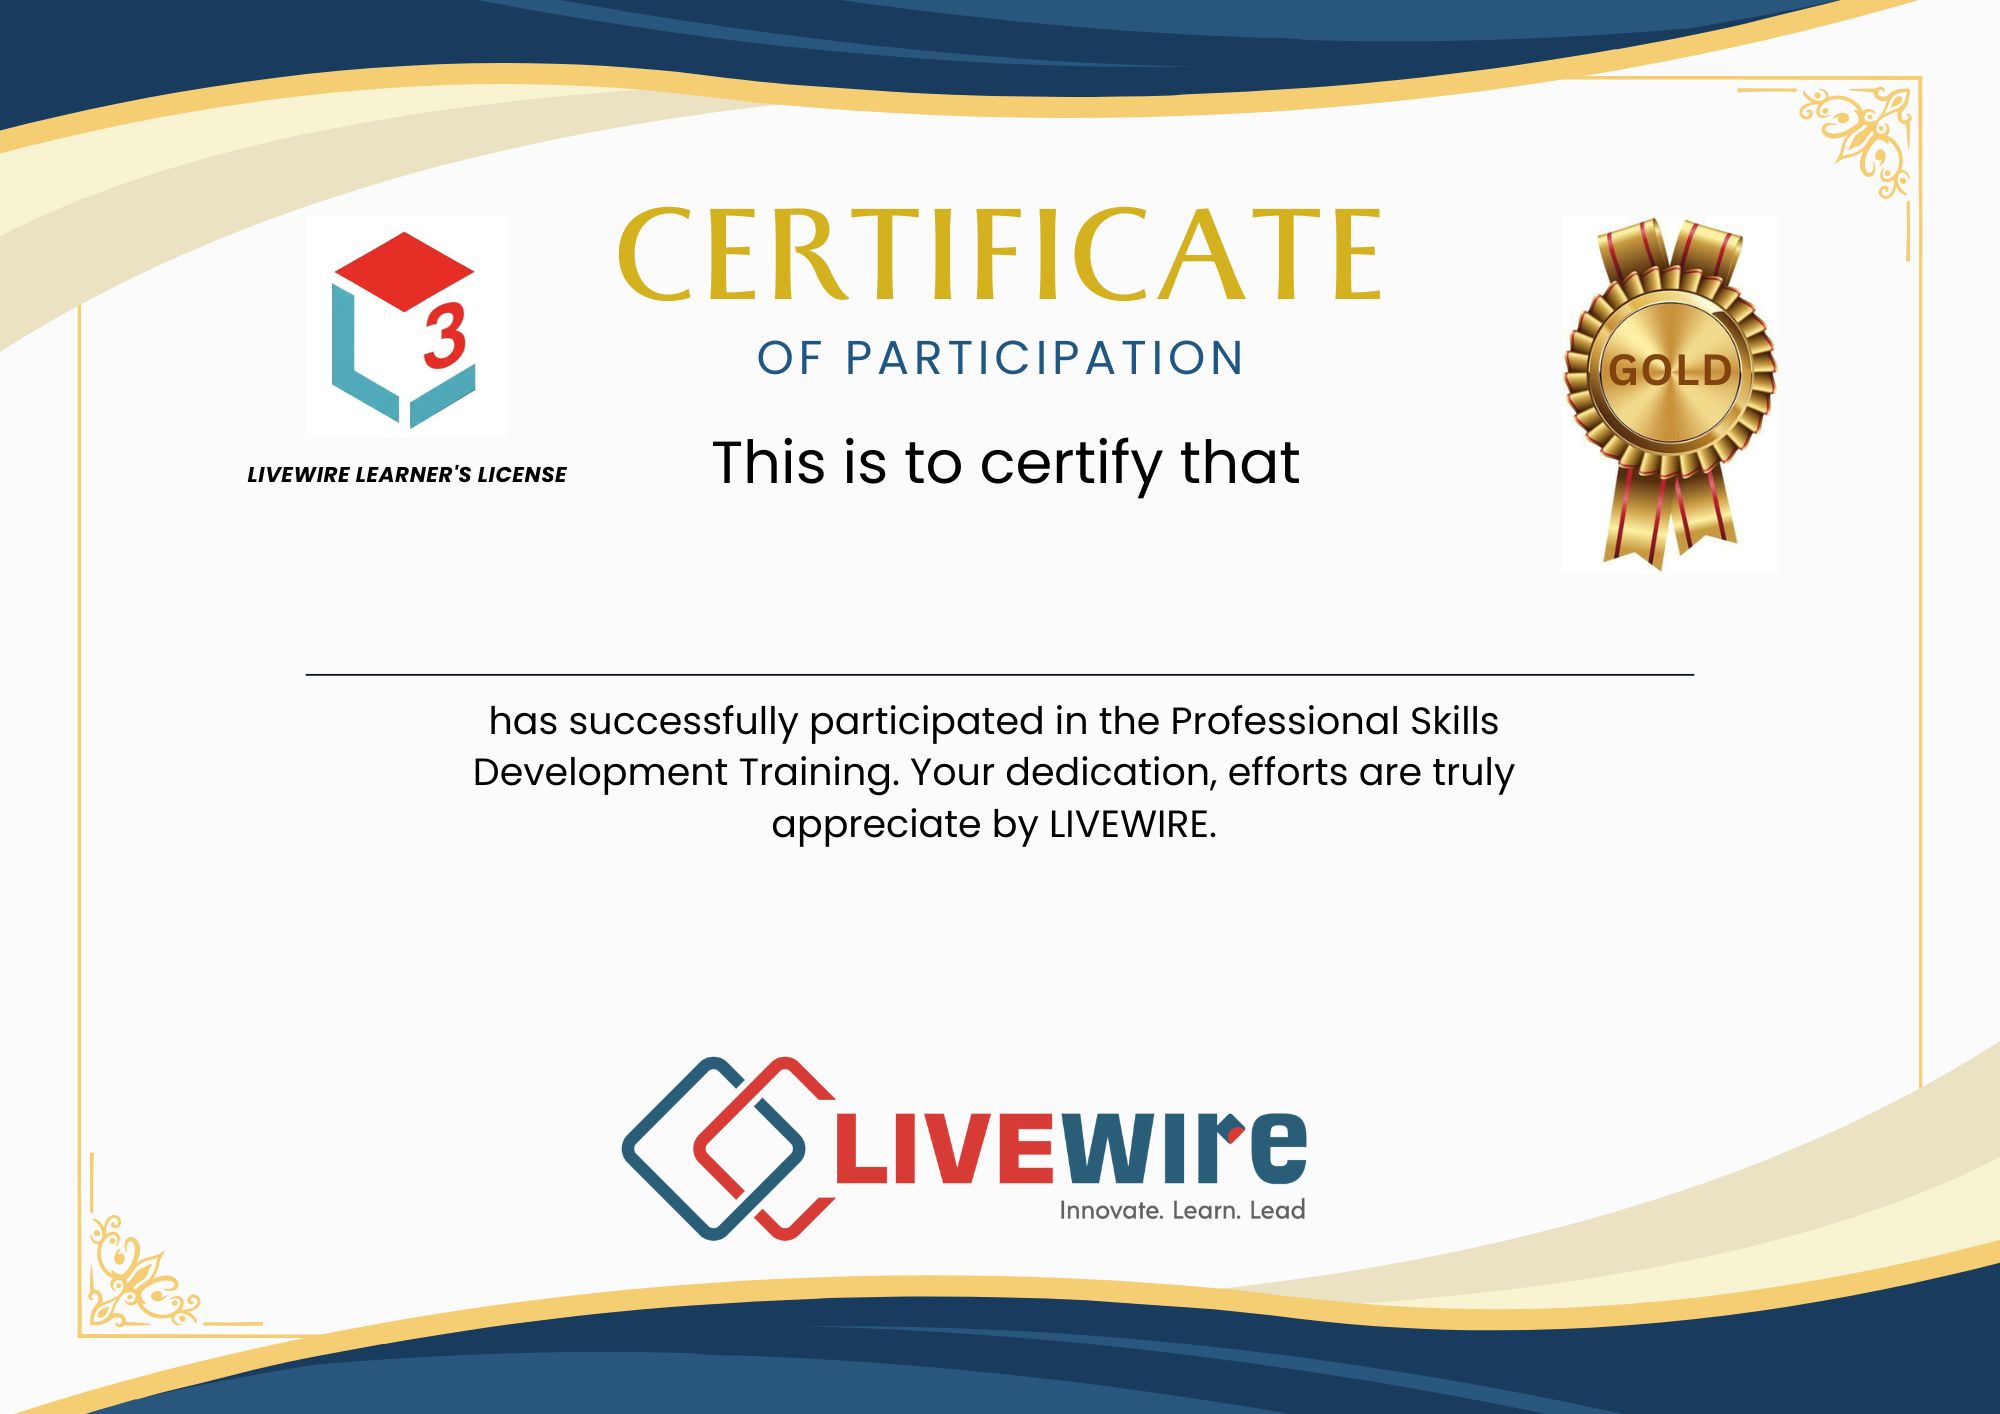 CERTIFICATE
OF PARTICIPATION
3
LIVEWIRE LEARNER'S LICENSE
GOLD
This is to certify that
has successfully participated in the Professional Skills
Development Training. Your dedication, efforts are truly
appreciate by LIVEWIRE.
LIVEWIre
Innovate. Learn. Lead